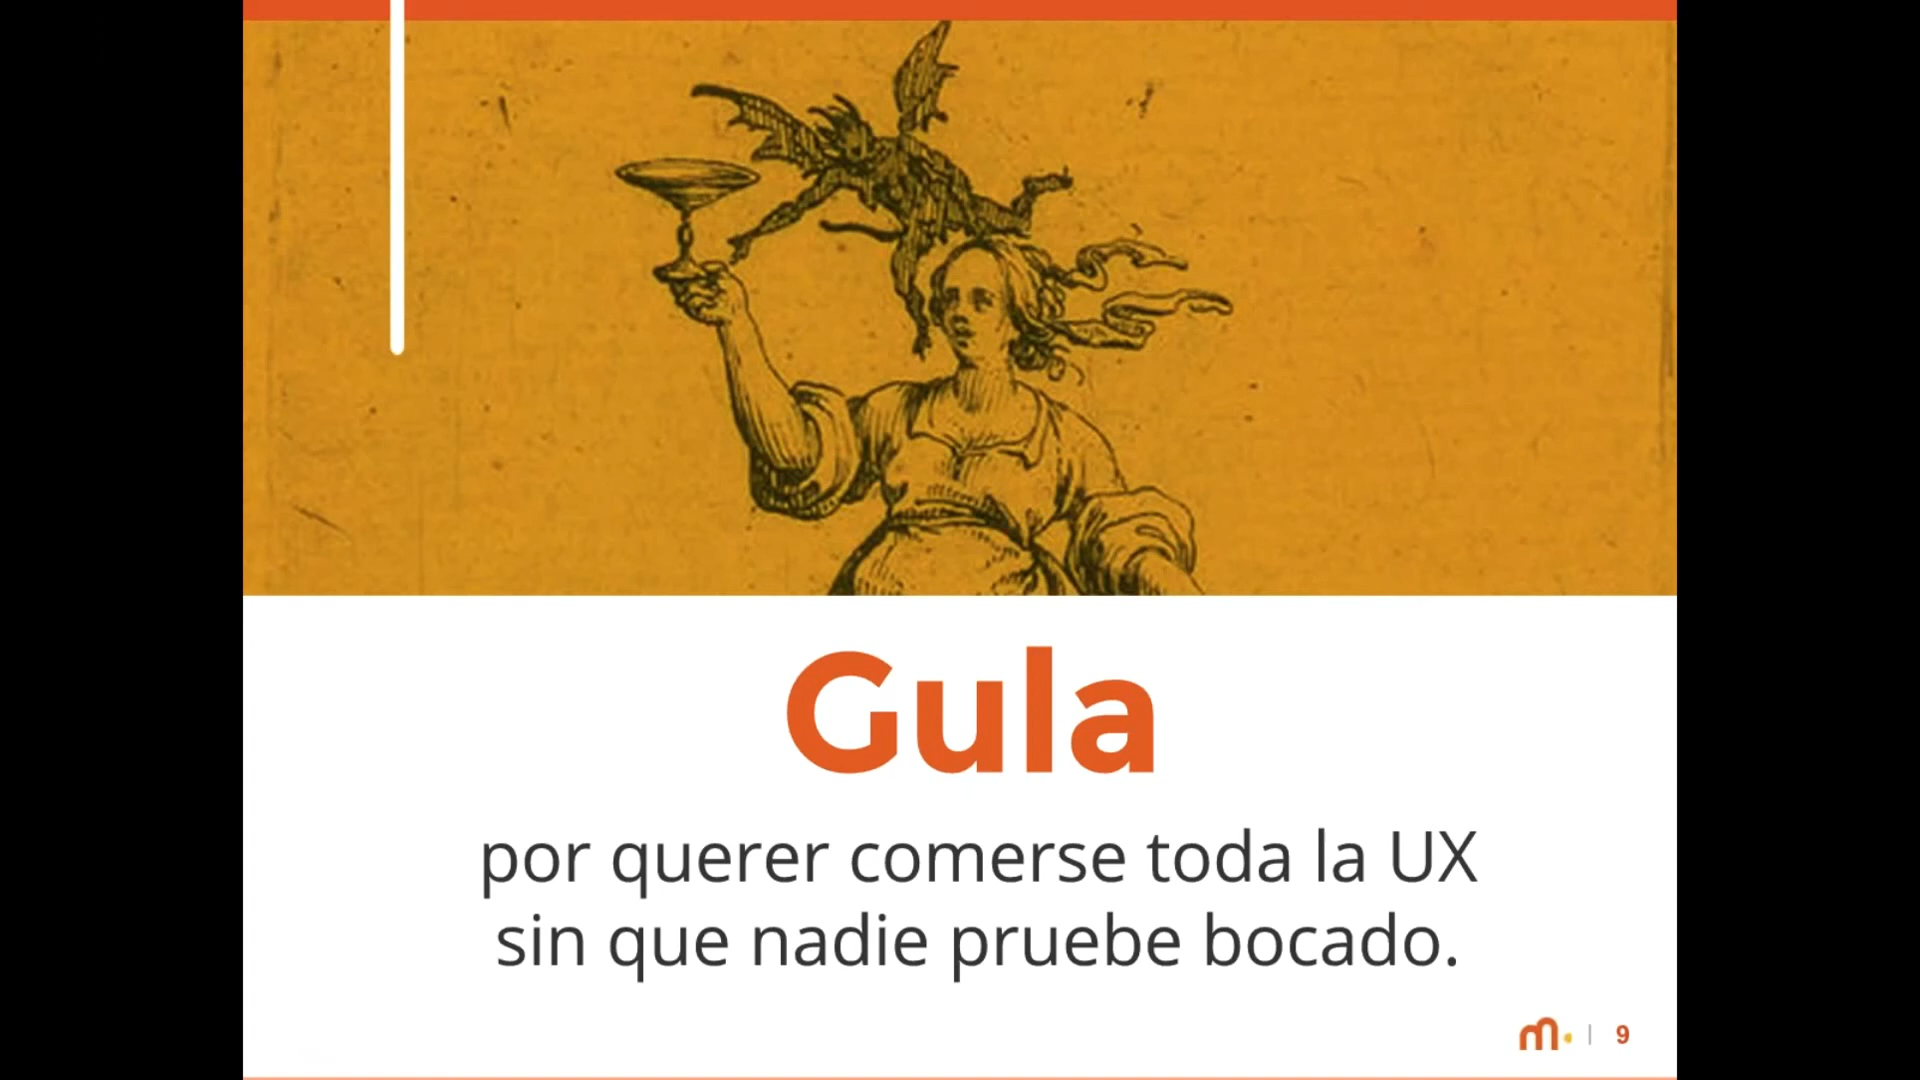 Gula
por querer comerse toda la UX
sin que nadie pruebe bocado.
m. | 9